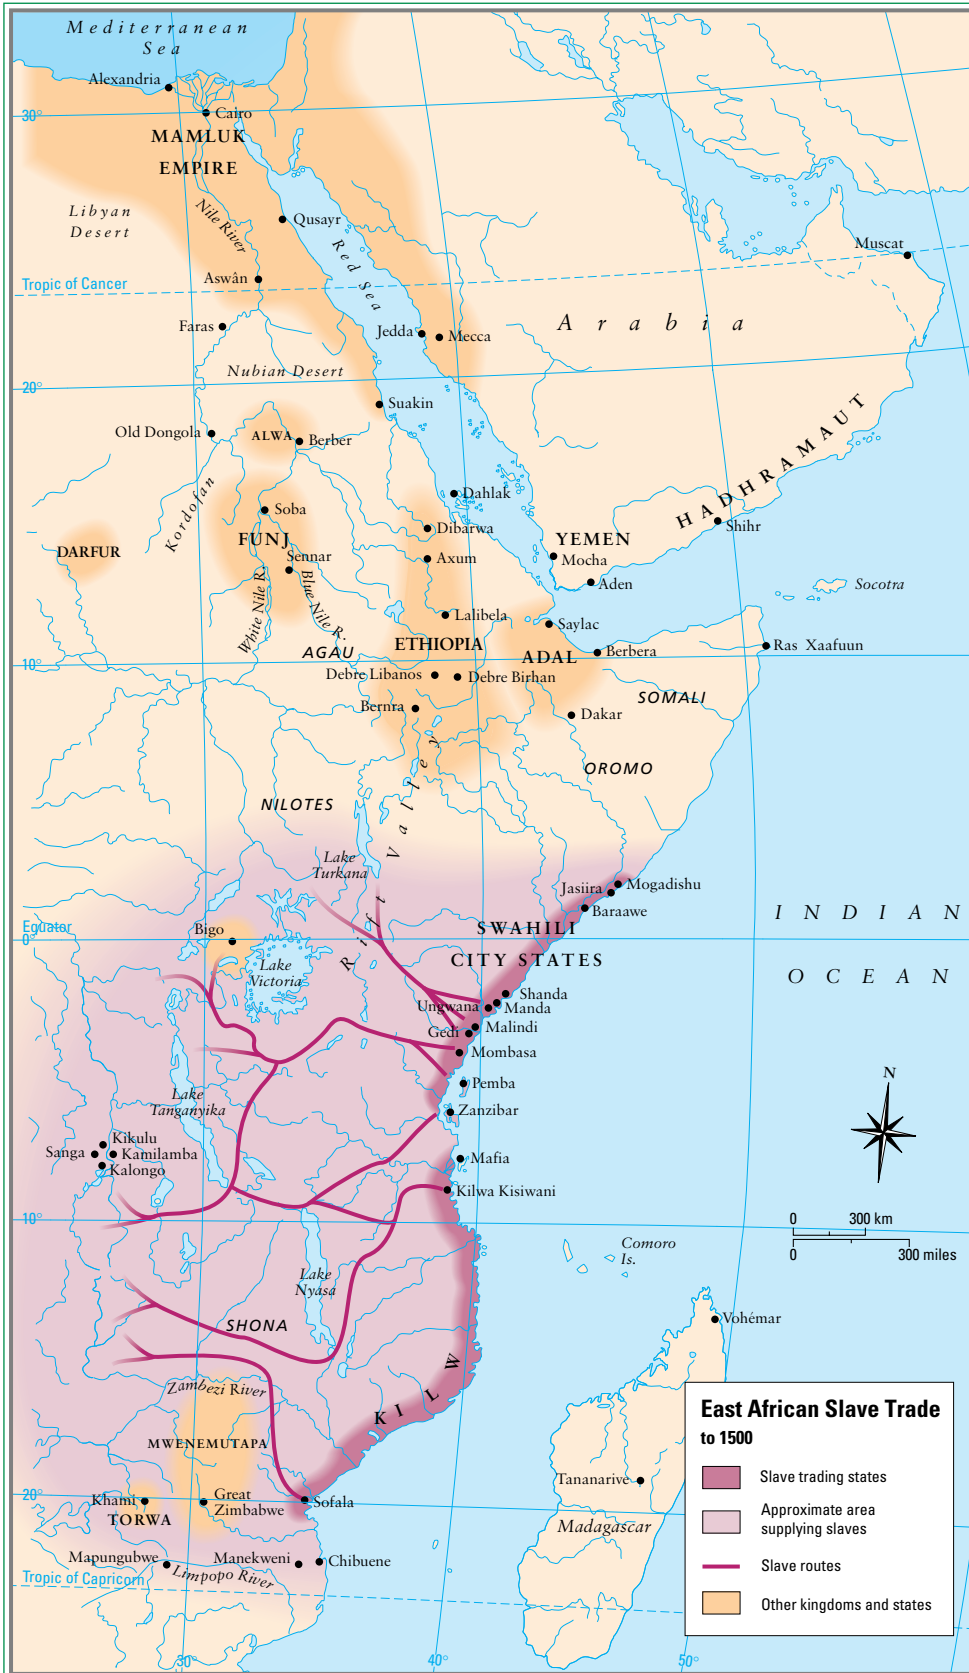 Mediterranean
Sea
Alexandria
Cairo
30°
MAMLUK
EMPIRE
Libyan
Desert
Nile River
Qusayr
Red Sea
Muscat
Aswân
Tropic of Cancer
Faras
Jedda
Mecca
Arabia
Nubian Desert
20°
Suakin
Old Dongola
ALWA
Berber
HADHRAMAUT
Kordofan
Dahlak
Soba
Shihr
Dibarwa
FUNJ
YEMEN
DARFUR
Sennar
Axum
Mocha
Aden
Socotra
White Nile R.
Blue Nile R.
Lalibela
Saylac
AGAU
ETHIOPIA
ADAL
Berbera
Ras Xaafuun
10°
Debre Libanos
Debre Birhan
SOMALI
Bernra
Dakar
OROMO
Rift Valley
NILOTES
Lake
Turkana
Jasiira
Mogadishu
Baraawe
Equator
0°
Bigo
SWAHILI
CITY STATES
INDIAN
OCEAN
Lake
Victoria
Shanda
Ungwana
Manda
Malindi
Gedi
Mombasa
N
Pemba
Lake
Tanganyika
Zanzibar
Kikulu
Sanga
Kamilamba
Kalongo
Mafia
Kilwa Kisiwani
10°
0
300 km
0
300 miles
Comoro
Is.
Lake
Nyasa
SHONA
Vohémar
KILW
Zambezi River
MWENEMUTAPA
Tananarive
Khami
Great
Zimbabwe
20°
Sofala
TORWA
Madagascar
Mapungubwe
Manekweni
Chibuene
Limpopo River
Tropic of Capricorn
30°
40°
50°
East African Slave Trade
to 1500
Slave trading states
Approximate area
supplying slaves
Slave routes
Other kingdoms and states